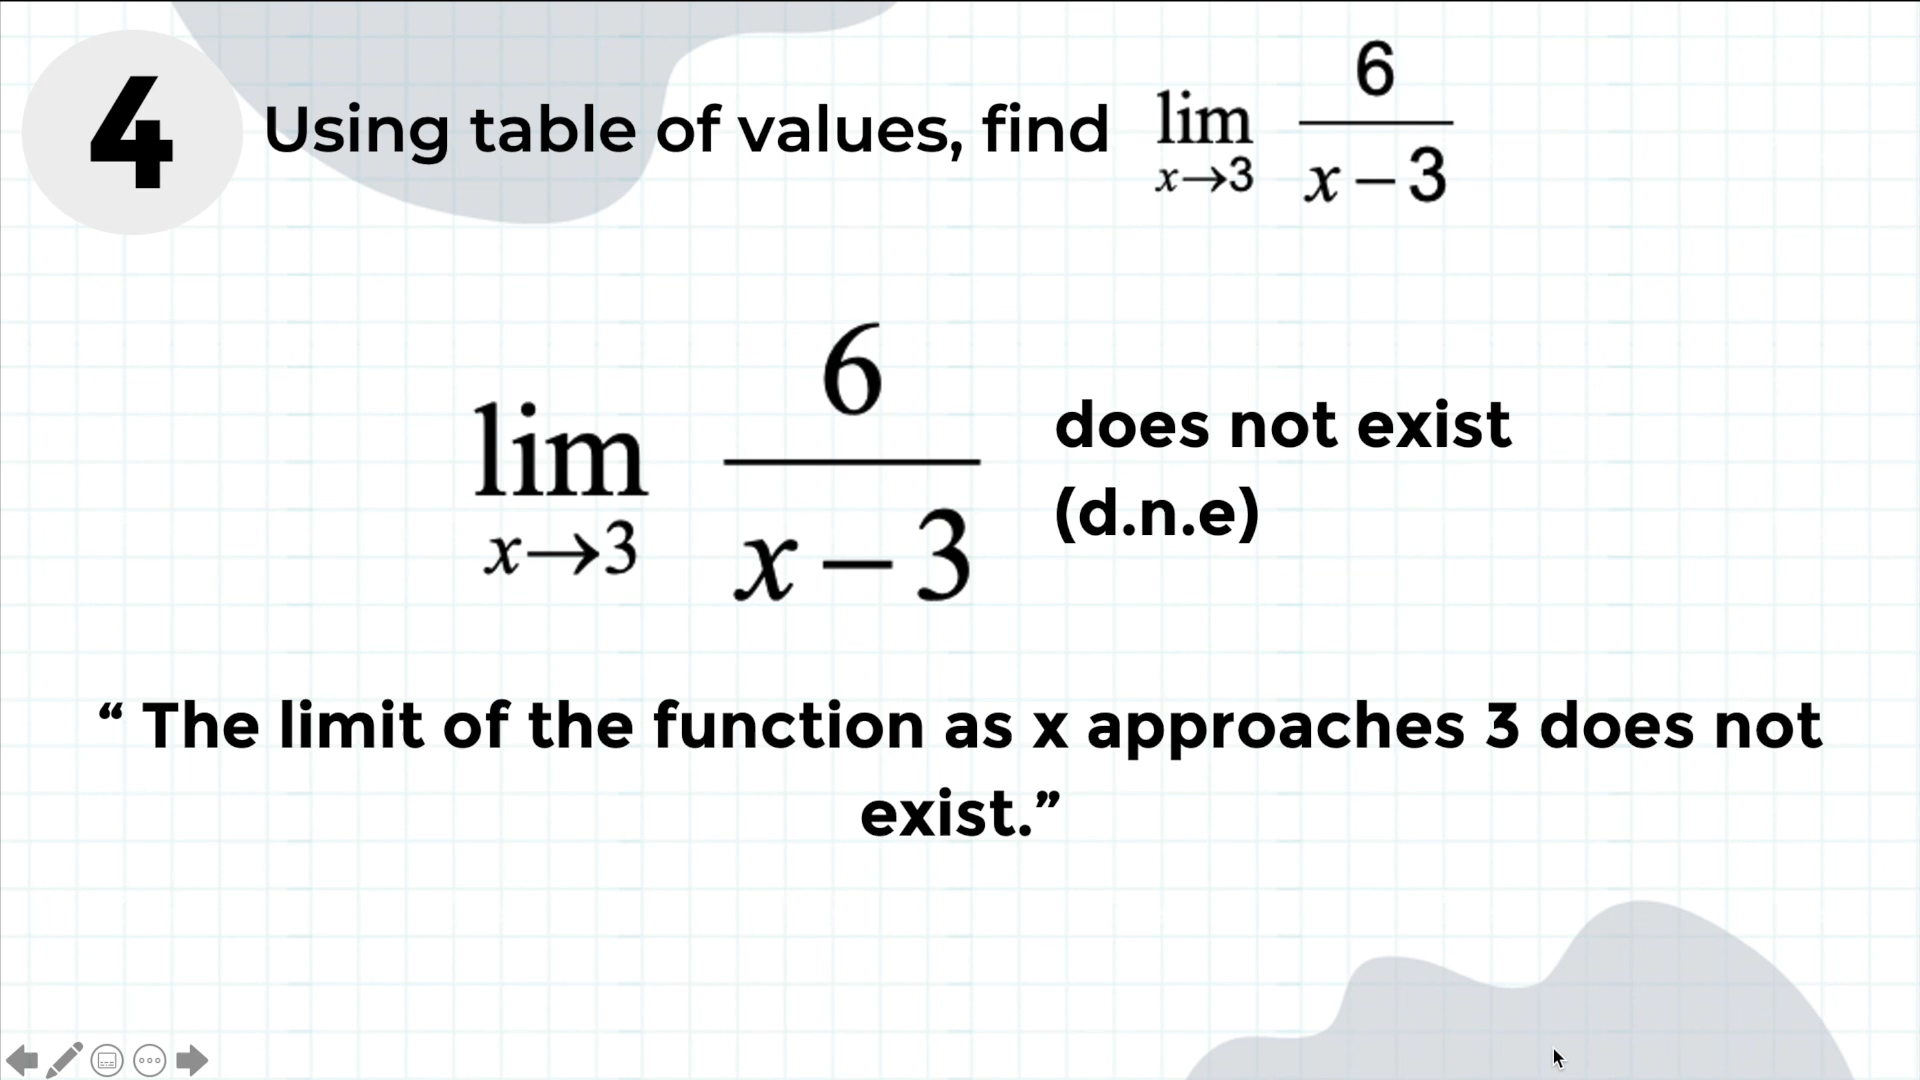 4 Using table of values, find lim x→3 6/(x – 3)
lim x→3 6/(x – 3) does not exist
(d.n.e)
“ The limit of the function as x approaches 3 does not
exist.”